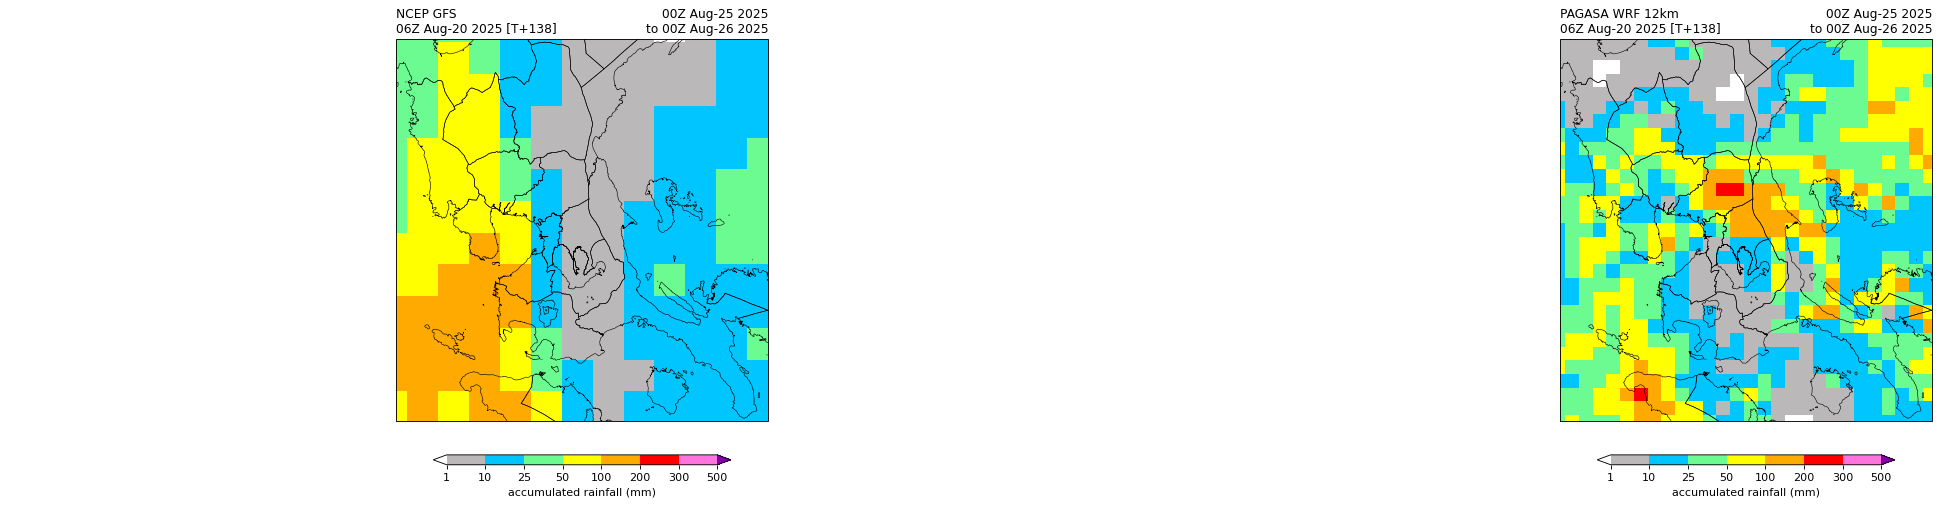 NCEP GFS 00Z Aug-25 2025
06Z Aug-20 2025 [T+138] to 00Z Aug-26 2025
1 10 25 50 100 200 300 500
accumulated rainfall (mm)
PAGASA WRF 12km 00Z Aug-25 2025
06Z Aug-20 2025 [T+138] to 00Z Aug-26 2025
1 10 25 50 100 200 300 500
accumulated rainfall (mm)